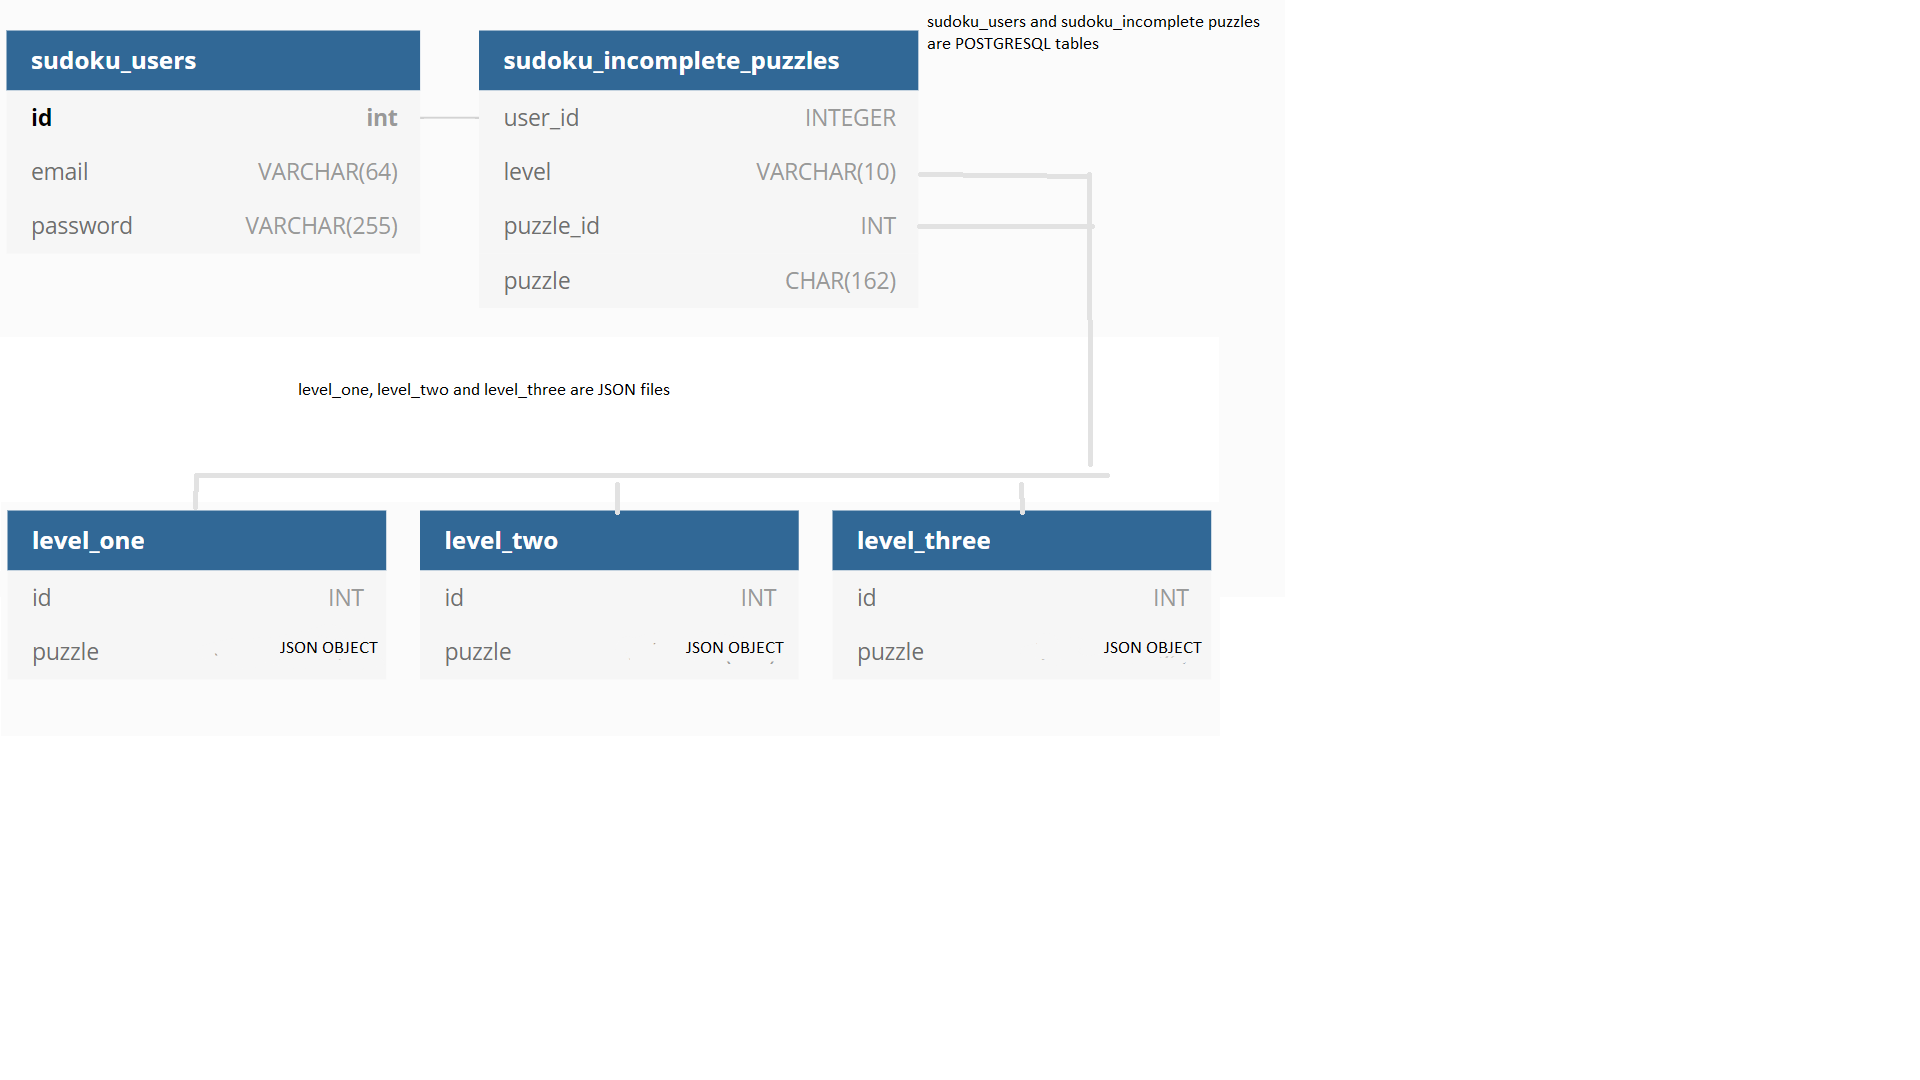 sudoku_users and sudoku_incomplete puzzles
are POSTGRESQL tables
sudoku_users
id int
email VARCHAR(64)
password VARCHAR(255)
sudoku_incomplete_puzzles
user_id INTEGER
level VARCHAR(10)
puzzle_id INT
puzzle CHAR(162)
level_one, level_two and level_three are JSON files
level_one
id INT
puzzle JSON OBJECT
level_two
id INT
puzzle JSON OBJECT
level_three
id INT
puzzle JSON OBJECT